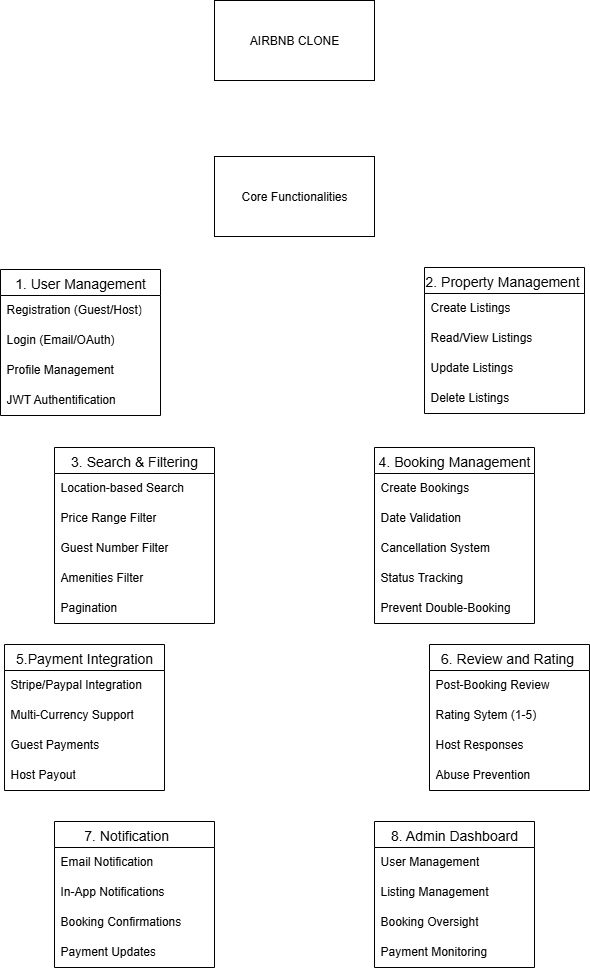 AIRBNB CLONE
Core Functionalities
1. User Management
Registration (Guest/Host)
Login (Email/OAuth)
Profile Management
JWT Authentification
2. Property Management
Create Listings
Read/View Listings
Update Listings
Delete Listings
3. Search & Filtering
Location-based Search
Price Range Filter
Guest Number Filter
Amenities Filter
Pagination
4. Booking Management
Create Bookings
Date Validation
Cancellation System
Status Tracking
Prevent Double-Booking
5.Payment Integration
Stripe/Paypal Integration
Multi-Currency Support
Guest Payments
Host Payout
6. Review and Rating
Post-Booking Review
Rating Sytem (1-5)
Host Responses
Abuse Prevention
7. Notification
Email Notification
In-App Notifications
Booking Confirmations
Payment Updates
8. Admin Dashboard
User Management
Listing Management
Booking Oversight
Payment Monitoring